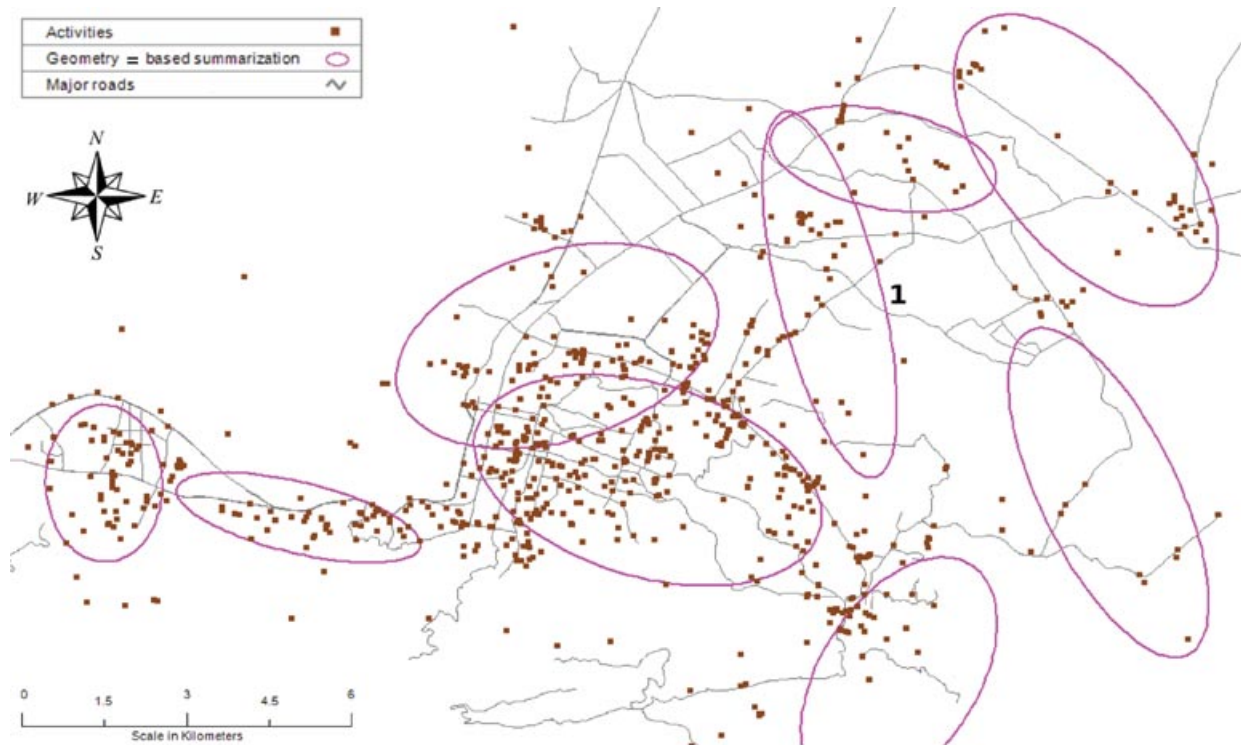 Activities
Geometry = based summarization
Major roads
N
W E
S
1
0 1.5 3 4.5 6
Scale in Kilometers